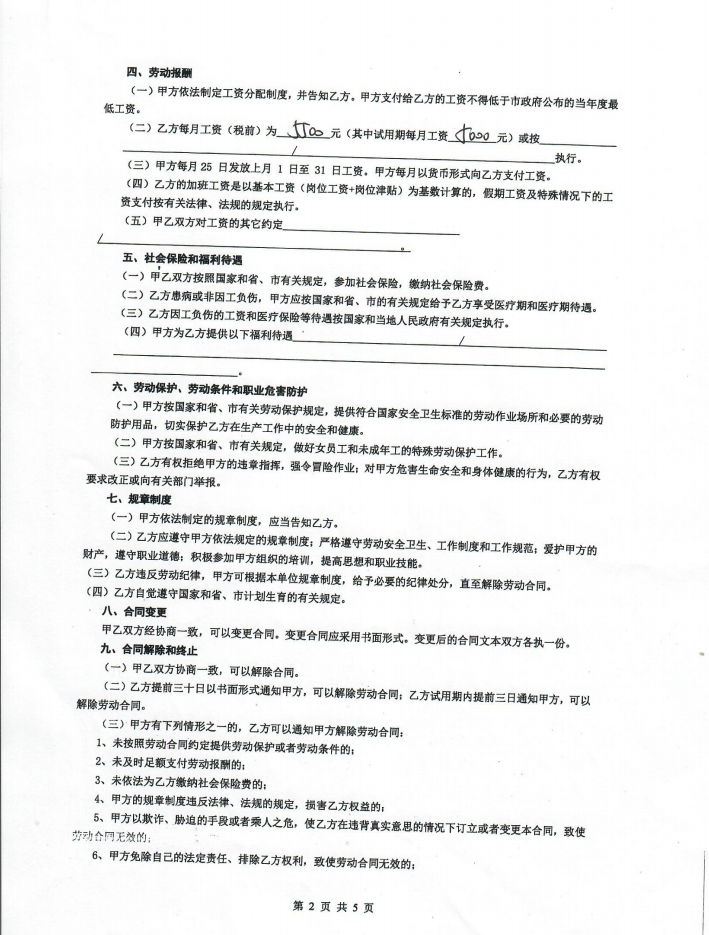 四、劳动报酬
（一）甲方依法制定工资分配制度，并告知乙方。甲方支付给乙方的工资不得低于市政府公布的当年度最
低工资。
（二）乙方每月工资（税前）为 5500 元（其中试用期每月工资 5000 元）或按
/ 执行。
（三）甲方每月 25 日发放上月 1 日至 31 日工资。甲方每月以货币形式向乙方支付工资。
（四）乙方的加班工资是以基本工资（岗位工资+岗位津贴）为基数计算的，假期工资及特殊情况下的工
资支付按有关法律、法规的规定执行。
（五）甲乙双方对工资的其它约定
/ 。
五、社会保险和福利待遇
（一）甲乙双方按照国家和省、市有关规定，参加社会保险，缴纳社会保险费。
（二）乙方患病或非因工负伤，甲方应按国家和省、市的有关规定给予乙方享受医疗期和医疗期待遇。
（三）乙方因工负伤的工资和医疗保险等待遇按国家和当地人民政府有关规定执行。
（四）甲方为乙方提供以下福利待遇 /
。
六、劳动保护、劳动条件和职业危害防护
（一）甲方按国家和省、市有关劳动保护规定，提供符合国家安全卫生标准的劳动作业场所和必要的劳动
防护用品，切实保护乙方在生产工作中的安全和健康。
（二）甲方按国家和省、市有关规定，做好女员工和未成年工的特殊劳动保护工作。
（三）乙方有权拒绝甲方的违章指挥，强令冒险作业；对甲方危害生命安全和身体健康的行为，乙方有权
要求改正或向有关部门举报。
七、规章制度
（一）甲方依法制定的规章制度，应当告知乙方。
（二）乙方应遵守甲方依法规定的规章制度；严格遵守劳动安全卫生、工作制度和工作规范；爱护甲方的
财产，遵守职业道德；积极参加甲方组织的培训，提高思想和职业技能。
（三）乙方违反劳动纪律，甲方可根据本单位规章制度，给予必要的纪律处分，直至解除劳动合同。
（四）乙方自觉遵守国家和省、市计划生育的有关规定。
八、合同变更
甲乙双方经协商一致，可以变更合同。变更合同应采用书面形式。变更后的合同文本双方各执一份。
九、合同解除和终止
（一）甲乙双方协商一致，可以解除合同。
（二）乙方提前三十日以书面形式通知甲方，可以解除劳动合同；乙方试用期内提前三日通知甲方，可以
解除劳动合同。
（三）甲方有下列情形之一的，乙方可以通知甲方解除劳动合同：
1、未按照劳动合同约定提供劳动保护或者劳动条件的；
2、未及时足额支付劳动报酬的；
3、未依法为乙方缴纳社会保险费的；
4、甲方的规章制度违反法律、法规的规定，损害乙方权益的；
5、甲方以欺诈、胁迫的手段或者乘人之危，使乙方在违背真实意思的情况下订立或者变更本合同，致使
劳动合同无效的；
6、甲方免除自己的法定责任、排除乙方权利，致使劳动合同无效的；
第 2 页 共 5 页